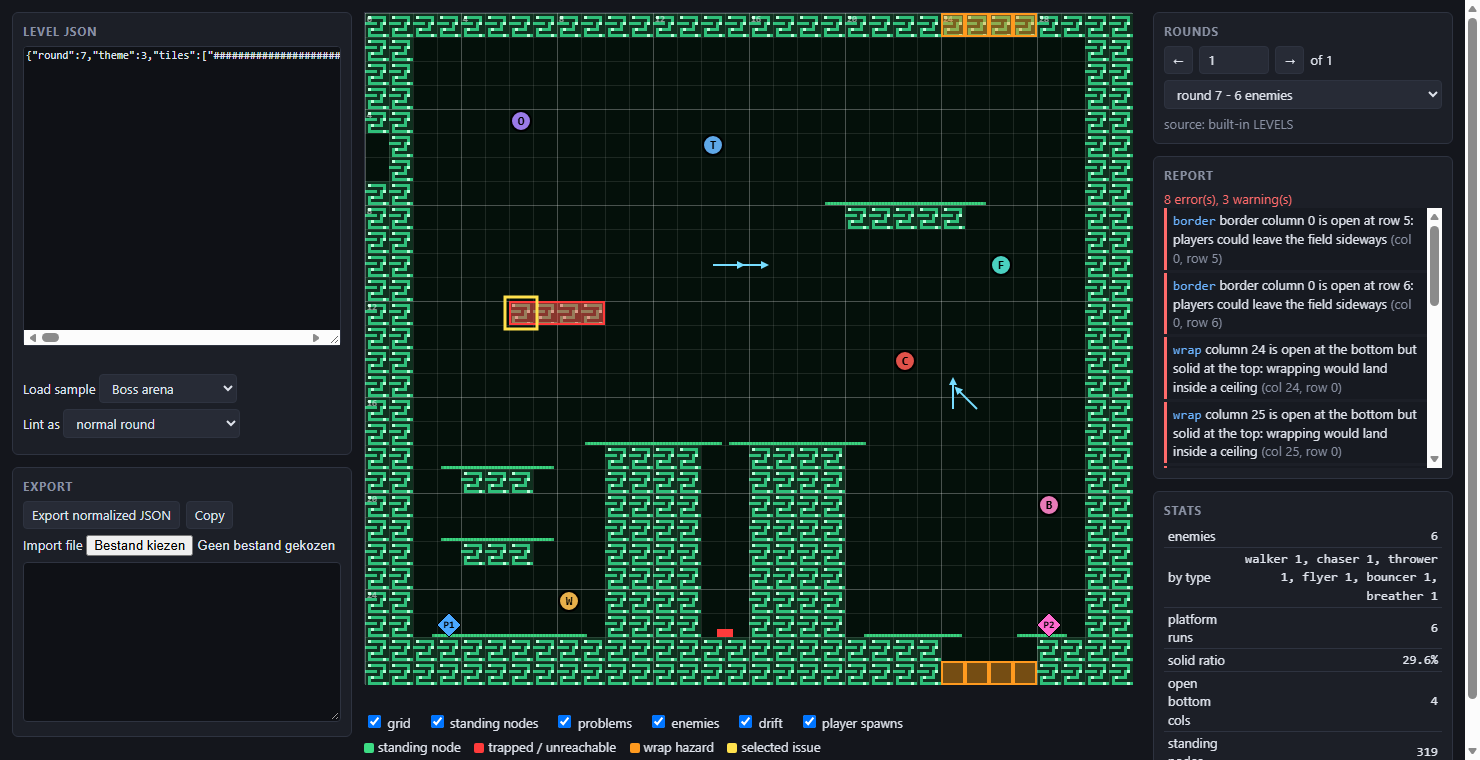 LEVEL JSON
{"round":7,"theme":3,"tiles":["#####################
Load sample Boss arena
Lint as normal round
EXPORT
Export normalized JSON Copy
Import file Bestand kiezen Geen bestand gekozen
O
T
F
C
B
W
P1
P2
grid standing nodes problems enemies drift player spawns
standing node trapped / unreachable wrap hazard selected issue
ROUNDS
← 1 → of 1
round 7 - 6 enemies
source: built-in LEVELS
REPORT
8 error(s), 3 warning(s)
border border column 0 is open at row 5:
players could leave the field sideways (col
0, row 5)
border border column 0 is open at row 6:
players could leave the field sideways (col
0, row 6)
wrap column 24 is open at the bottom but
solid at the top: wrapping would land
inside a ceiling (col 24, row 0)
wrap column 25 is open at the bottom but
solid at the top: wrapping would land
inside a ceiling (col 25, row 0)
STATS
enemies 6
by type walker 1, chaser 1, thrower
1, flyer 1, bouncer 1,
breather 1
platform
runs 6
solid ratio 29.6%
open
bottom 4
cols
standing
319